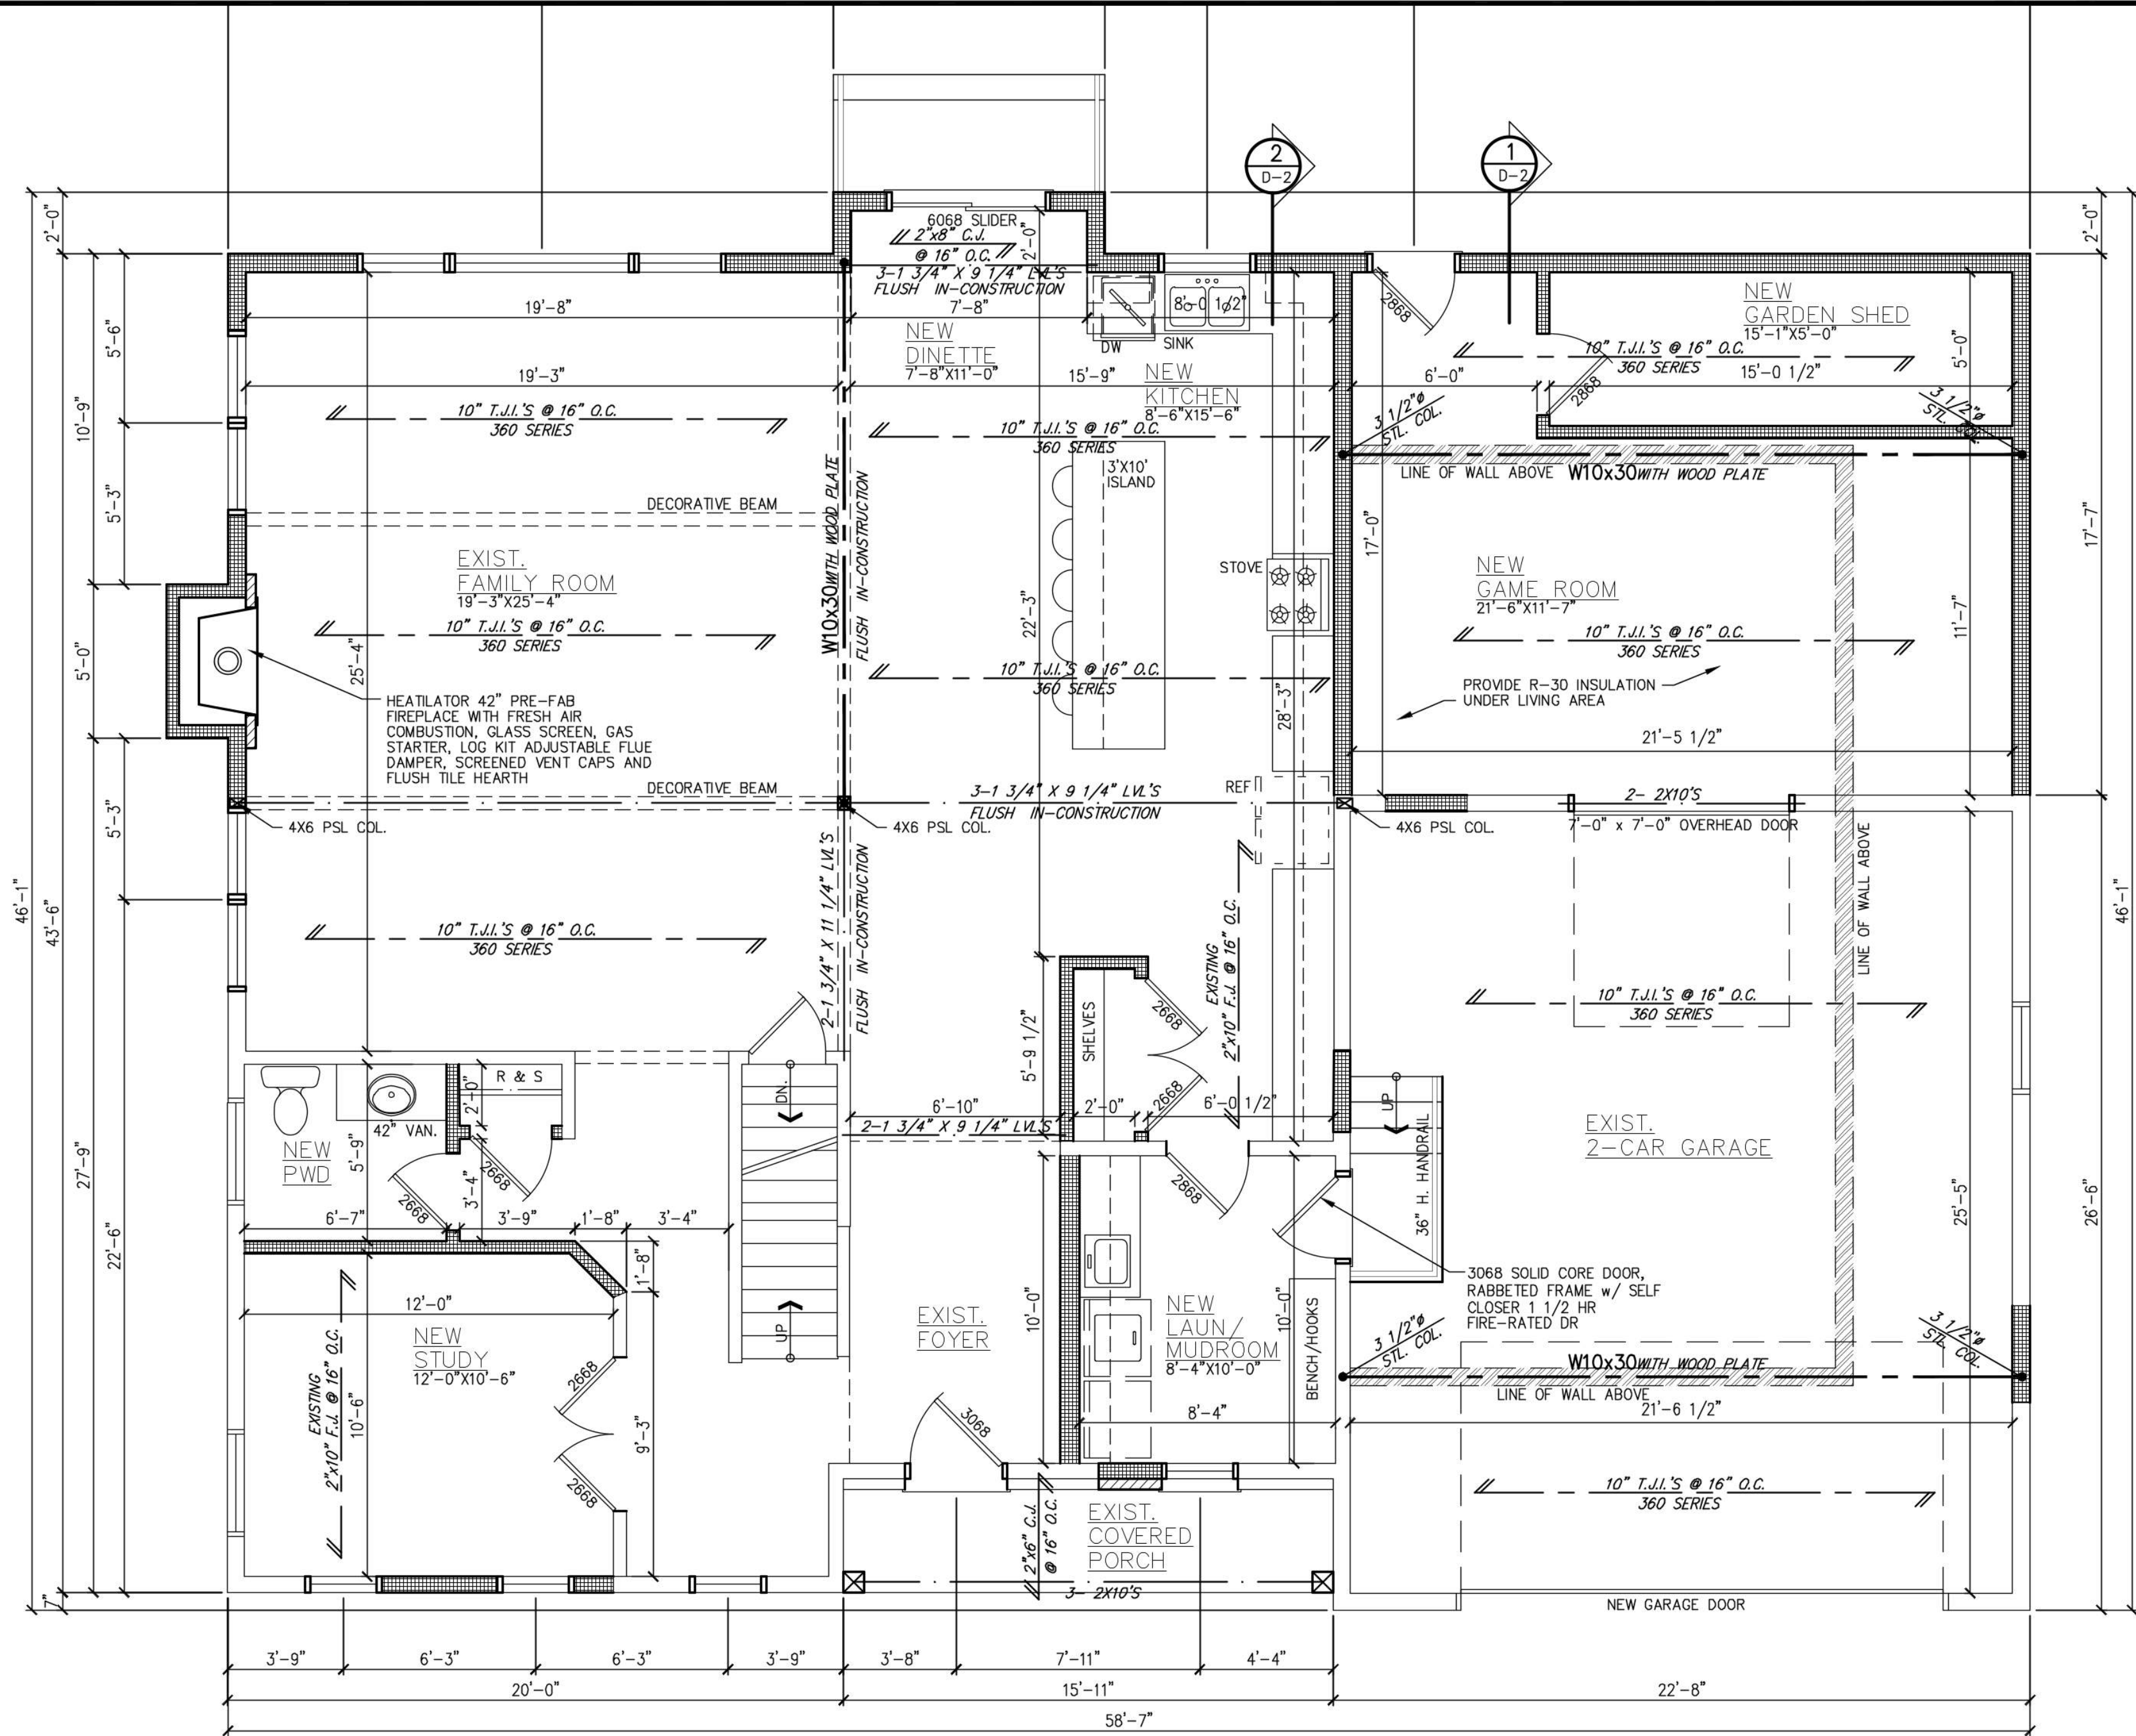 2
D-2
1
D-2
6068 SLIDER
2"x8" C.J.
@ 16" O.C.
3-1 3/4" X 9 1/4" LVL'S
FLUSH IN-CONSTRUCTION
2'-0"
2'-0"
2'-0"
19'-8"
7'-8"
8'-0 1/2"
NEW
DINETTE
7'-8"X11'-0"
DW
SINK
2868
NEW
GARDEN SHED
15'-1"X5'-0"
10" T.J.I.'S @ 16" O.C.
360 SERIES
5'-0"
5'-6"
19'-3"
15'-9"
NEW
KITCHEN
8'-6"X15'-6"
6'-0"
15'-0 1/2"
2868
10'-9"
10" T.J.I.'S @ 16" O.C.
360 SERIES
10" T.J.I.'S @ 16" O.C.
360 SERIES
3 1/2"ø
STL. COL.
3 1/2"ø
STL. COL.
3'X10'
ISLAND
LINE OF WALL ABOVE
W10x30 WITH WOOD PLATE
5'-3"
DECORATIVE BEAM
W10x30 WITH WOOD PLATE
FLUSH IN-CONSTRUCTION
17'-0"
17'-7"
EXIST.
FAMILY ROOM
19'-3"X25'-4"
STOVE
NEW
GAME ROOM
21'-6"X11'-7"
22'-3"
11'-7"
10" T.J.I.'S @ 16" O.C.
360 SERIES
10" T.J.I.'S @ 16" O.C.
360 SERIES
5'-0"
25'-4"
10" T.J.I.'S @ 16" O.C.
360 SERIES
28'-3"
PROVIDE R-30 INSULATION
UNDER LIVING AREA
HEATILATOR 42" PRE-FAB
FIREPLACE WITH FRESH AIR
COMBUSTION, GLASS SCREEN, GAS
STARTER, LOG KIT ADJUSTABLE FLUE
DAMPER, SCREENED VENT CAPS AND
FLUSH TILE HEARTH
21'-5 1/2"
DECORATIVE BEAM
3-1 3/4" X 9 1/4" LVL'S
FLUSH IN-CONSTRUCTION
REF
2- 2X10'S
7'-0" x 7'-0" OVERHEAD DOOR
4X6 PSL COL.
4X6 PSL COL.
4X6 PSL COL.
5'-3"
46'-1"
43'-6"
2-1 3/4" X 11 1/4" LVL'S
FLUSH IN-CONSTRUCTION
EXISTING
2"x10" F.J. @ 16" O.C.
LINE OF WALL ABOVE
46'-1"
10" T.J.I.'S @ 16" O.C.
360 SERIES
10" T.J.I.'S @ 16" O.C.
360 SERIES
SHELVES
2668
5'-9 1/2"
R & S
2'-0"
DN.
42" VAN.
6'-10"
2'-0"
2668
6'-0 1/2"
2-1 3/4" X 9 1/4" LVL'S
UP
36" H. HANDRAIL
EXIST.
2-CAR GARAGE
27'-9"
22'-6"
NEW
PWD
5'-9"
2668
3'-4"
2668
2868
25'-5"
26'-6"
6'-7"
3'-9"
1'-8"
3'-4"
1'-8"
3068 SOLID CORE DOOR,
RABBETED FRAME w/ SELF
CLOSER 1 1/2 HR
FIRE-RATED DR
12'-0"
NEW
STUDY
12'-0"X10'-6"
UP
EXIST.
FOYER
10'-0"
NEW
LAUN/
MUDROOM
8'-4"X10'-0"
10'-0"
BENCH/HOOKS
3 1/2"ø
STL. COL.
3 1/2"ø
STL. COL.
W10x30 WITH WOOD PLATE
LINE OF WALL ABOVE
EXISTING
2"x10" F.J. @ 16" O.C.
10'-6"
2668
9'-3"
2668
3068
8'-4"
21'-6 1/2"
10" T.J.I.'S @ 16" O.C.
360 SERIES
2"x6" C.J.
@ 16" O.C.
EXIST.
COVERED
PORCH
3- 2X10'S
7"
NEW GARAGE DOOR
3'-9"
6'-3"
6'-3"
3'-9"
3'-8"
7'-11"
4'-4"
20'-0"
15'-11"
22'-8"
58'-7"